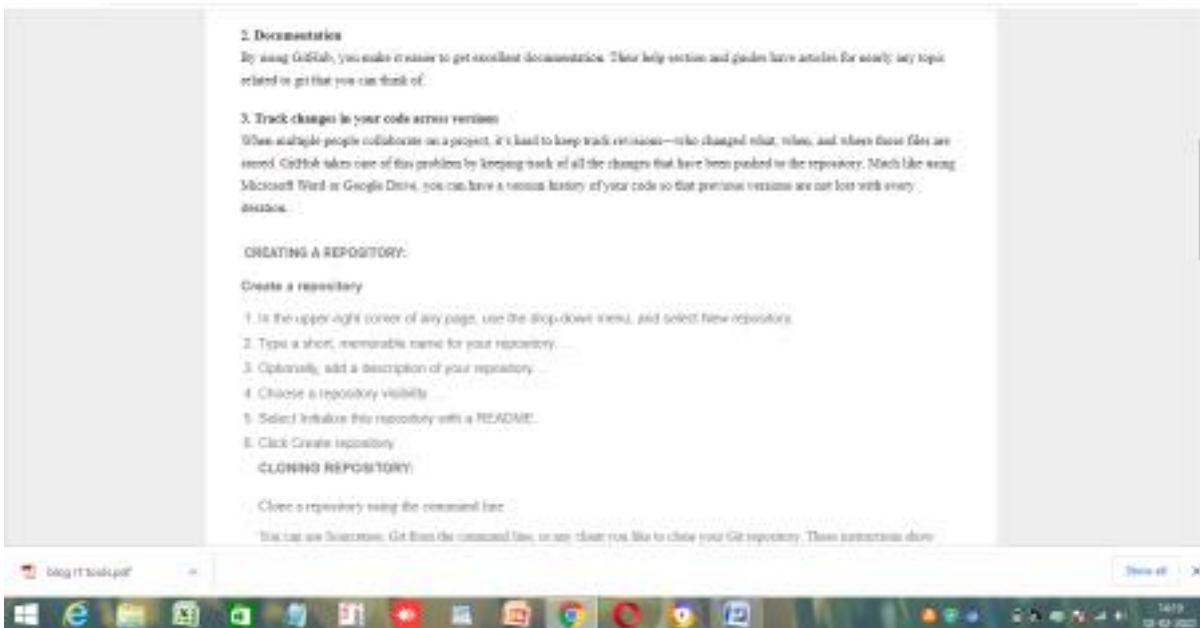 2. Documentation
By using GitHub, you make it easier to get excellent documentation. Their help section and guides have articles for nearly any topic
related to git that you can think of.
3. Track changes in your code across versions
When multiple people collaborate on a project, it's hard to keep track revisions—who changed what, when, and where those files are
stored. GitHub takes care of this problem by keeping track of all the changes that have been pushed to the repository. Much like using
Microsoft Word or Google Drive, you can have a version history of your code so that previous versions are not lost with every
iteration.
CREATING A REPOSITORY:
Create a repository
1. In the upper-right corner of any page, use the drop-down menu, and select New repository.
2. Type a short, memorable name for your repository. ...
3. Optionally, add a description of your repository. ...
4. Choose a repository visibility. ...
5. Select Initialize this repository with a README.
6. Click Create repository.
CLONING REPOSITORY:
Clone a repository using the command line
You can use Sourcetree, Git from the command line, or any client you like to clone your Git repository. These instructions show
blog IT tools.pdf
Show all
14:19